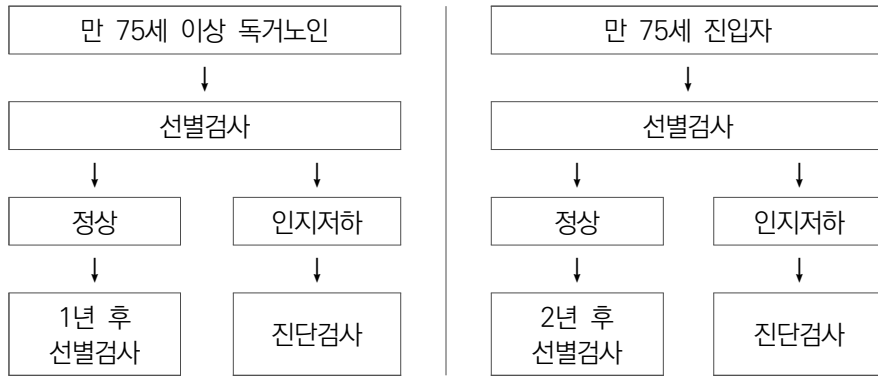 만 75세 이상 독거노인
선별검사
정상
인지저하
1년 후
선별검사
진단검사
만 75세 진입자
선별검사
정상
인지저하
2년 후
선별검사
진단검사